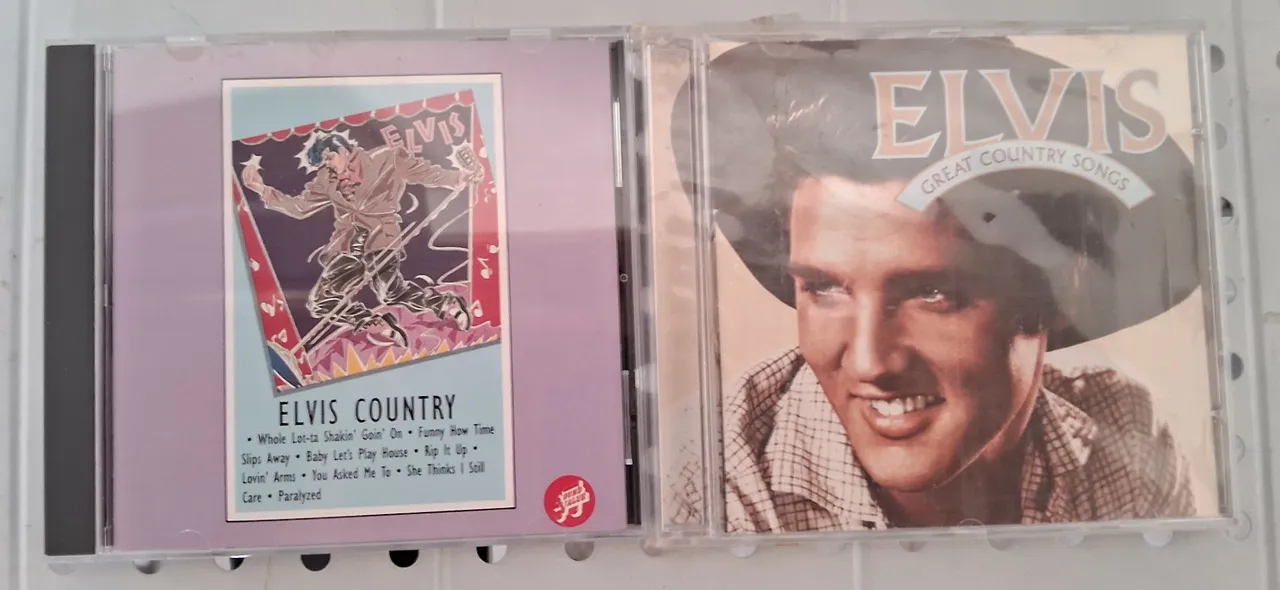 ELVIS
ELVIS COUNTRY
• Whole Lot-ta Shakin' Goin' On • Funny How Time
Slips Away • Baby Let's Play House • Rip It Up •
Lovin' Arms • You Asked Me To • She Thinks I Still
Care • Paralyzed
ELVIS
GREAT COUNTRY SONGS